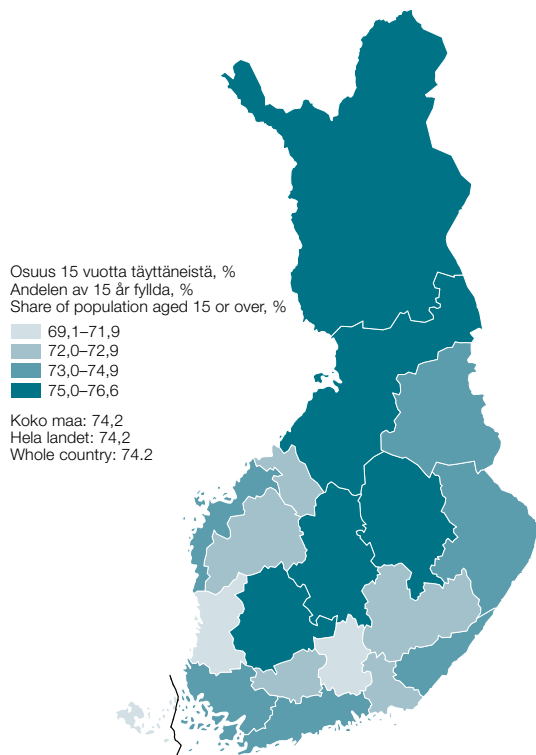 Osuus 15 vuotta täyttäneistä, %
Andelen av 15 år fyllda, %
Share of population aged 15 or over, %
69,1–71,9
72,0–72,9
73,0–74,9
75,0–76,6
Koko maa: 74,2
Hela landet: 74,2
Whole country: 74.2